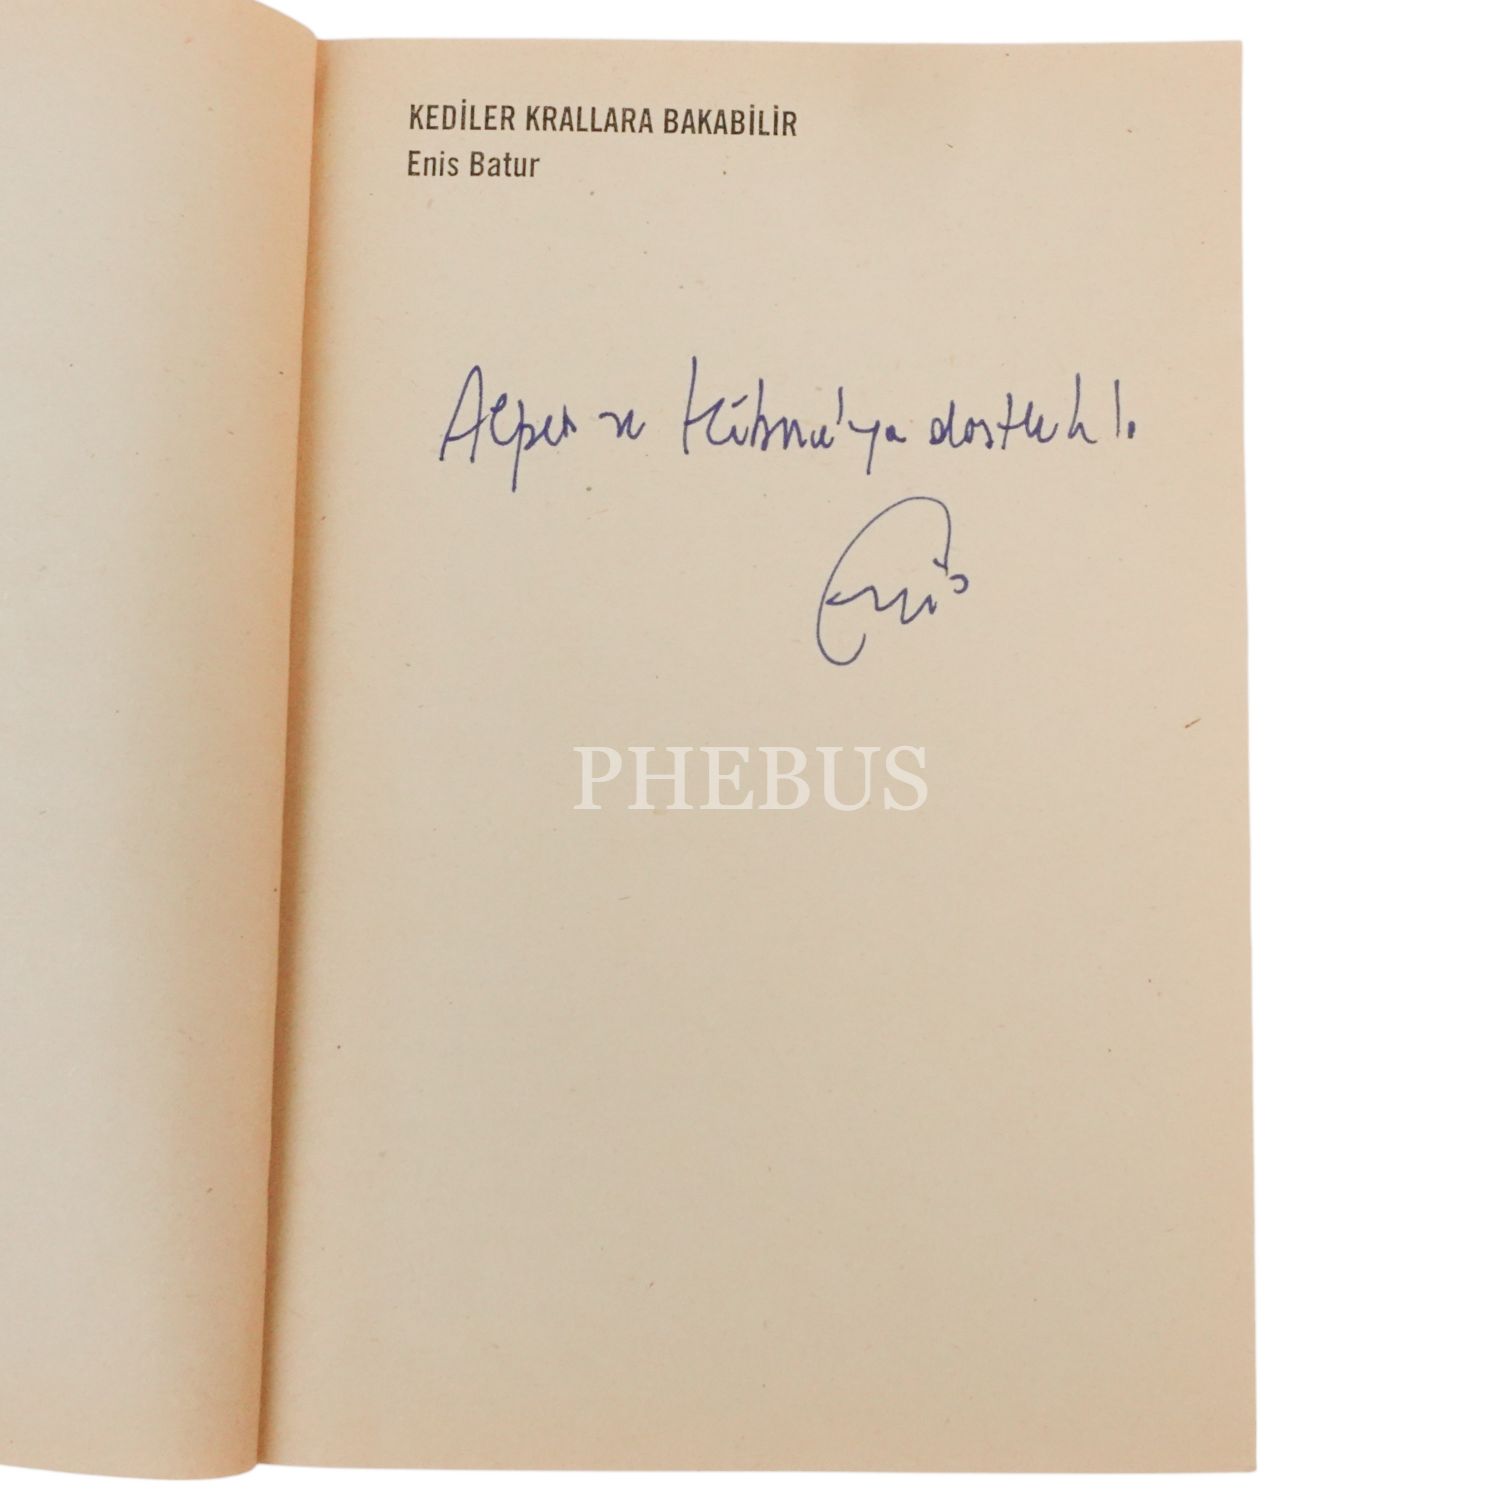 KEDİLER KRALLARA BAKABİLİR
Enis Batur
Alper ve Kübra'ya dostlukla.
Enis
PHEBUS